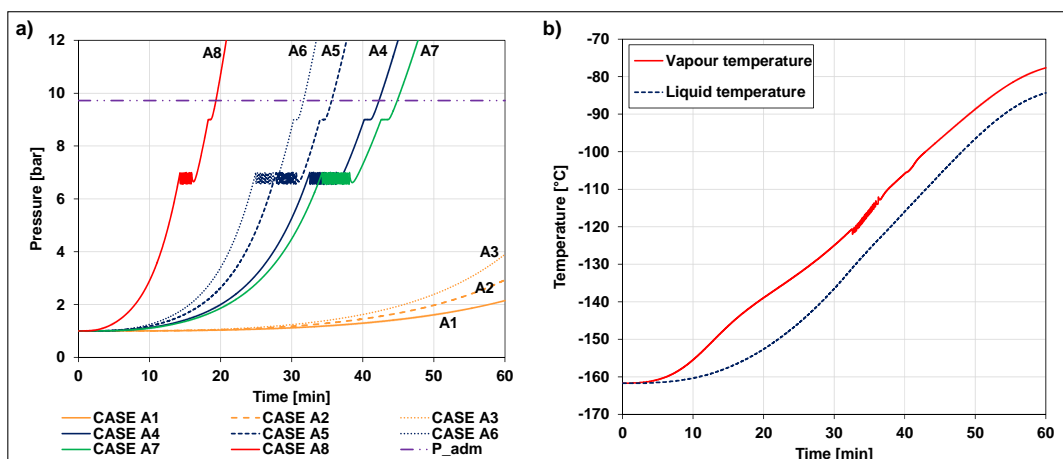 a)
b)
12
10
8
6
4
2
0
Pressure [bar]
A8
A6
A5
A4
A7
A3
A2
A1
0 10 20 30 40 50 60
Time [min]
CASE A1 CASE A2 CASE A3
CASE A4 CASE A5 CASE A6
CASE A7 CASE A8 P_adm
-70
-80
-90
-100
-110
-120
-130
-140
-150
-160
-170
Temperature [°C]
Vapour temperature
Liquid temperature
0 10 20 30 40 50 60
Time [min]